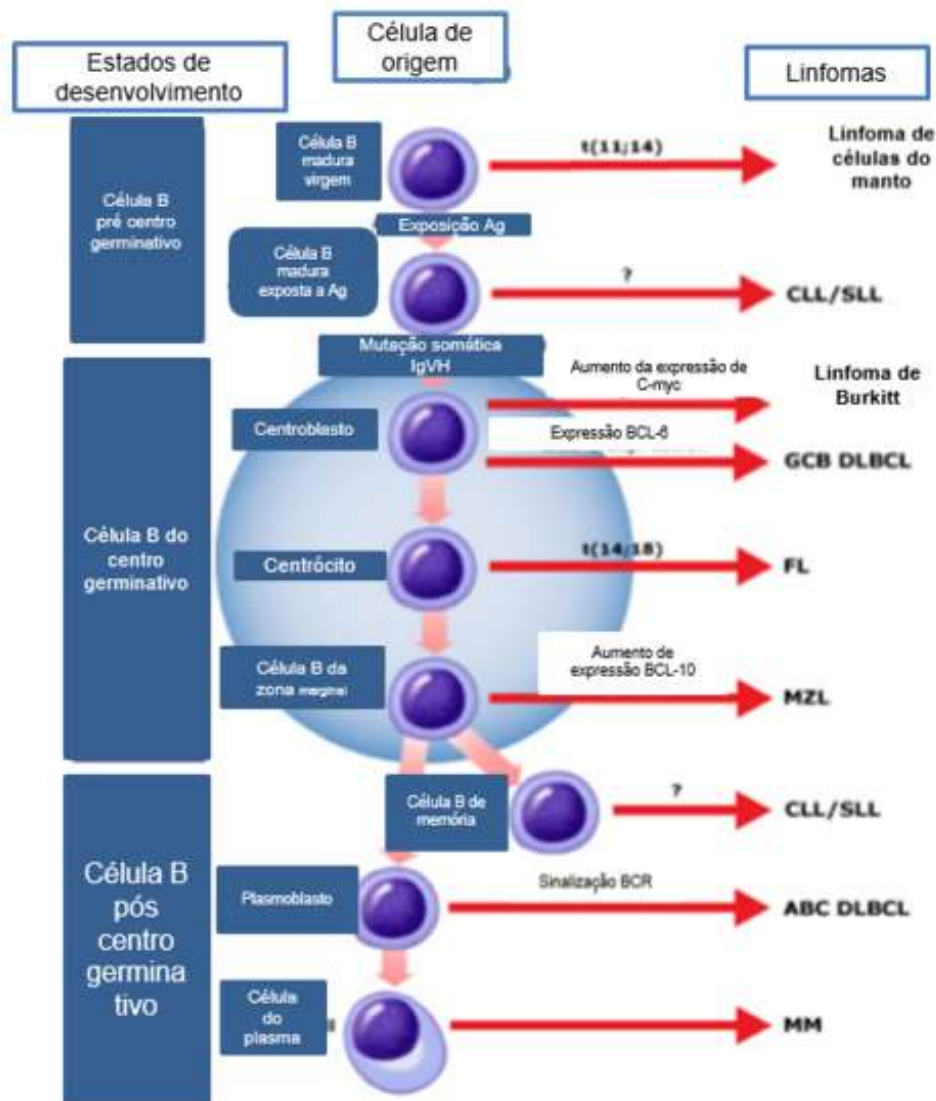 Estados de
desenvolvimento
Célula de
origem
Linfomas
Célula B
pré centro
germinativo
Célula B
madura
virgem
t(11;14)
Linfoma de
células do
manto
Exposição Ag
Célula B
madura
exposta a Ag
?
CLL/SLL
Mutação somática
IgVH
Célula B do
centro
germinativo
Centroblasto
Aumento da expressão de
C-myc
Linfoma de
Burkitt
Expressão BCL-6
GCB DLBCL
Centrócito
t(14;18)
FL
Célula B da
zona marginal
Aumento de
expressão BCL-10
MZL
Célula B
pós
centro
germina
tivo
Célula B de
memória
?
CLL/SLL
Plasmoblasto
Sinalização BCR
ABC DLBCL
Célula
do
plasma
MM